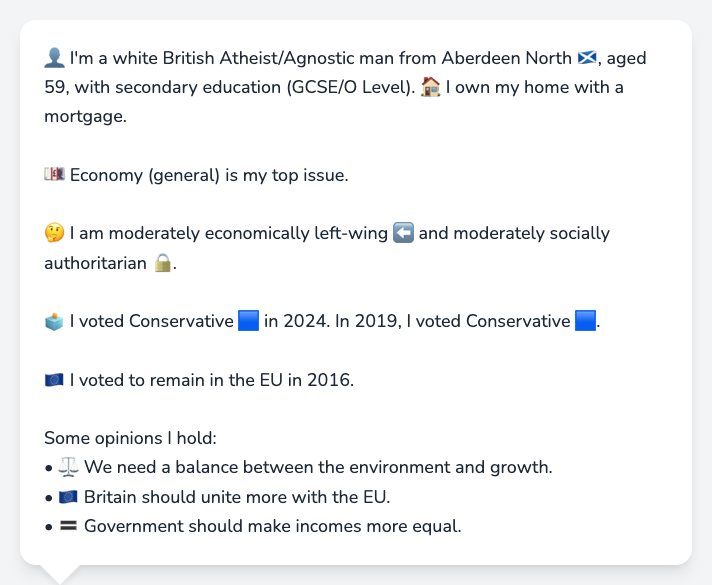 👤 I'm a white British Atheist/Agnostic man from Aberdeen North 🏴󠁧󠁢󠁳󠁣󠁴󠁿, aged
59, with secondary education (GCSE/O Level). 🏠 I own my home with a
mortgage.
💷 Economy (general) is my top issue.
🤔 I am moderately economically left-wing ⬅️ and moderately socially
authoritarian 🔒.
🗳️ I voted Conservative 🟦 in 2024. In 2019, I voted Conservative 🟦.
🇪🇺 I voted to remain in the EU in 2016.
Some opinions I hold:
• ⚖️ We need a balance between the environment and growth.
• 🇪🇺 Britain should unite more with the EU.
• 🟰 Government should make incomes more equal.